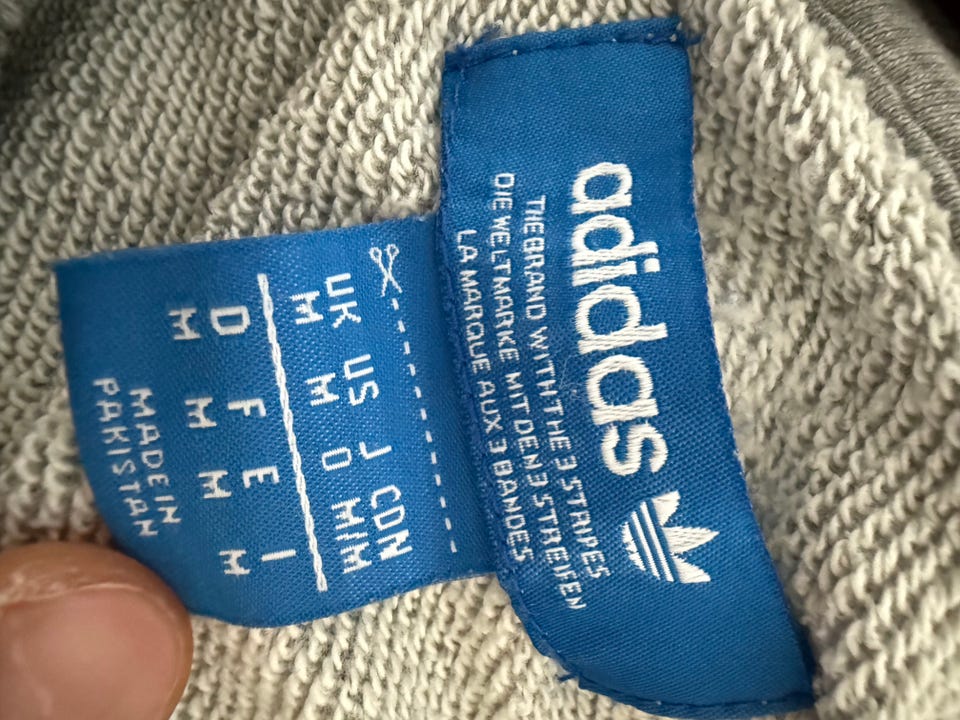 adidas
THE BRAND WITH THE 3 STRIPES
DIE WELTMARKE MIT DEN 3 STREIFEN
LA MARQUE AUX 3 BANDES
UK US J CDN
M M O M/M
D F E I
M M M M
MADE IN
PAKISTAN